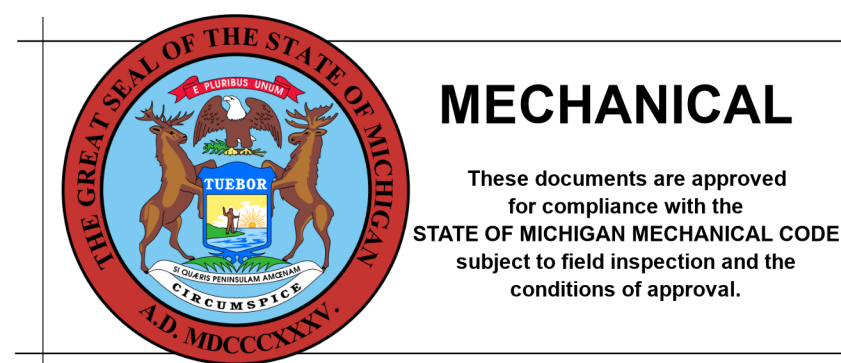 THE GREAT SEAL OF THE STATE OF MICHIGAN
E PLURIBUS UNUM
TUEBOR
SI QUÆRIS PENINSULAM AMŒNAM
CIRCUMSPICE
A.D. MDCCCXXXV.
MECHANICAL
These documents are approved
for compliance with the
STATE OF MICHIGAN MECHANICAL CODE
subject to field inspection and the
conditions of approval.